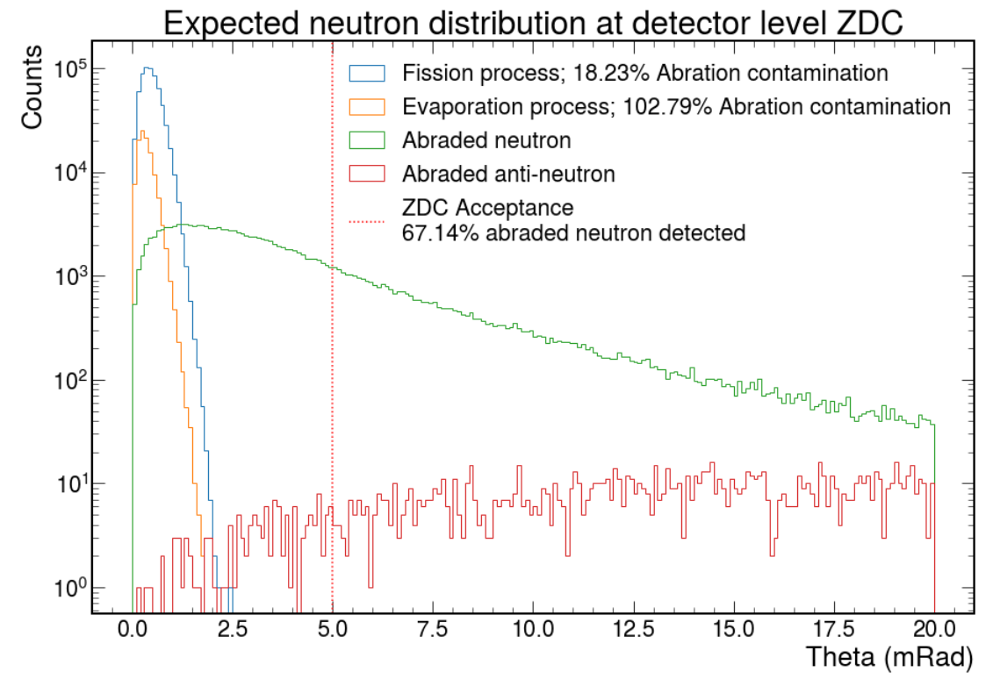 Expected neutron distribution at detector level ZDC
Counts
10⁵
10⁴
10³
10²
10¹
10⁰
Fission process; 18.23% Abration contamination
Evaporation process; 102.79% Abration contamination
Abraded neutron
Abraded anti-neutron
ZDC Acceptance
67.14% abraded neutron detected
0.0 2.5 5.0 7.5 10.0 12.5 15.0 17.5 20.0
Theta (mRad)